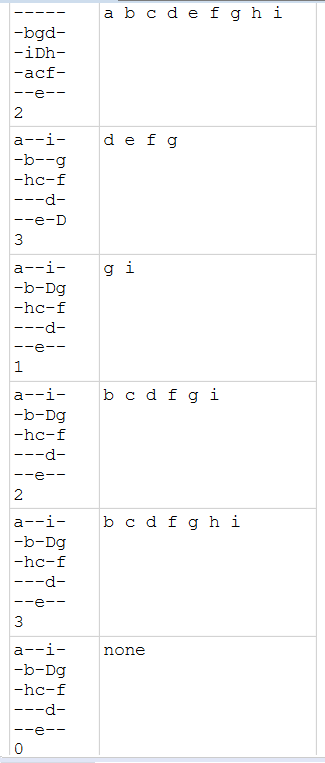 -----
-bgd-
-iDh-
-acf-
--e--
2
a b c d e f g h i
a--i-
-b--g
-hc-f
---d-
--e-D
3
d e f g
a--i-
-b-Dg
-hc-f
---d-
--e--
1
g i
a--i-
-b-Dg
-hc-f
---d-
--e--
2
b c d f g i
a--i-
-b-Dg
-hc-f
---d-
--e--
3
b c d f g h i
a--i-
-b-Dg
-hc-f
---d-
--e--
0
none